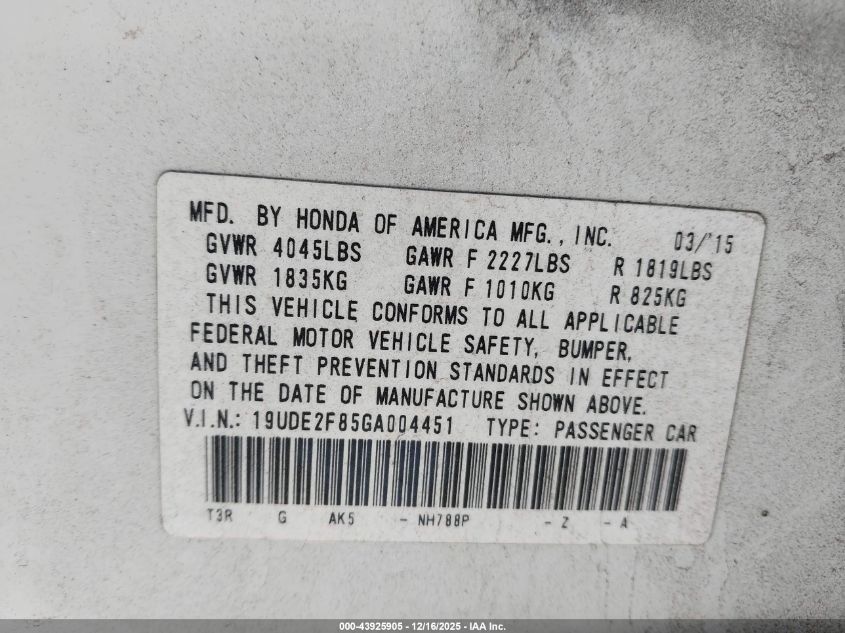 MFD. BY HONDA OF AMERICA MFG., INC. 03/'15
GVWR 4045LBS GAWR F 2227LBS R 1819LBS
GVWR 1835KG GAWR F 1010KG R 825KG
THIS VEHICLE CONFORMS TO ALL APPLICABLE
FEDERAL MOTOR VEHICLE SAFETY, BUMPER,
AND THEFT PREVENTION STANDARDS IN EFFECT
ON THE DATE OF MANUFACTURE SHOWN ABOVE.
V.I.N.: 19UDE2F85GA004451 TYPE: PASSENGER CAR
T3R G AK5 - NH788P - Z - A
000-43925905 - 12/16/2025 - IAA Inc.